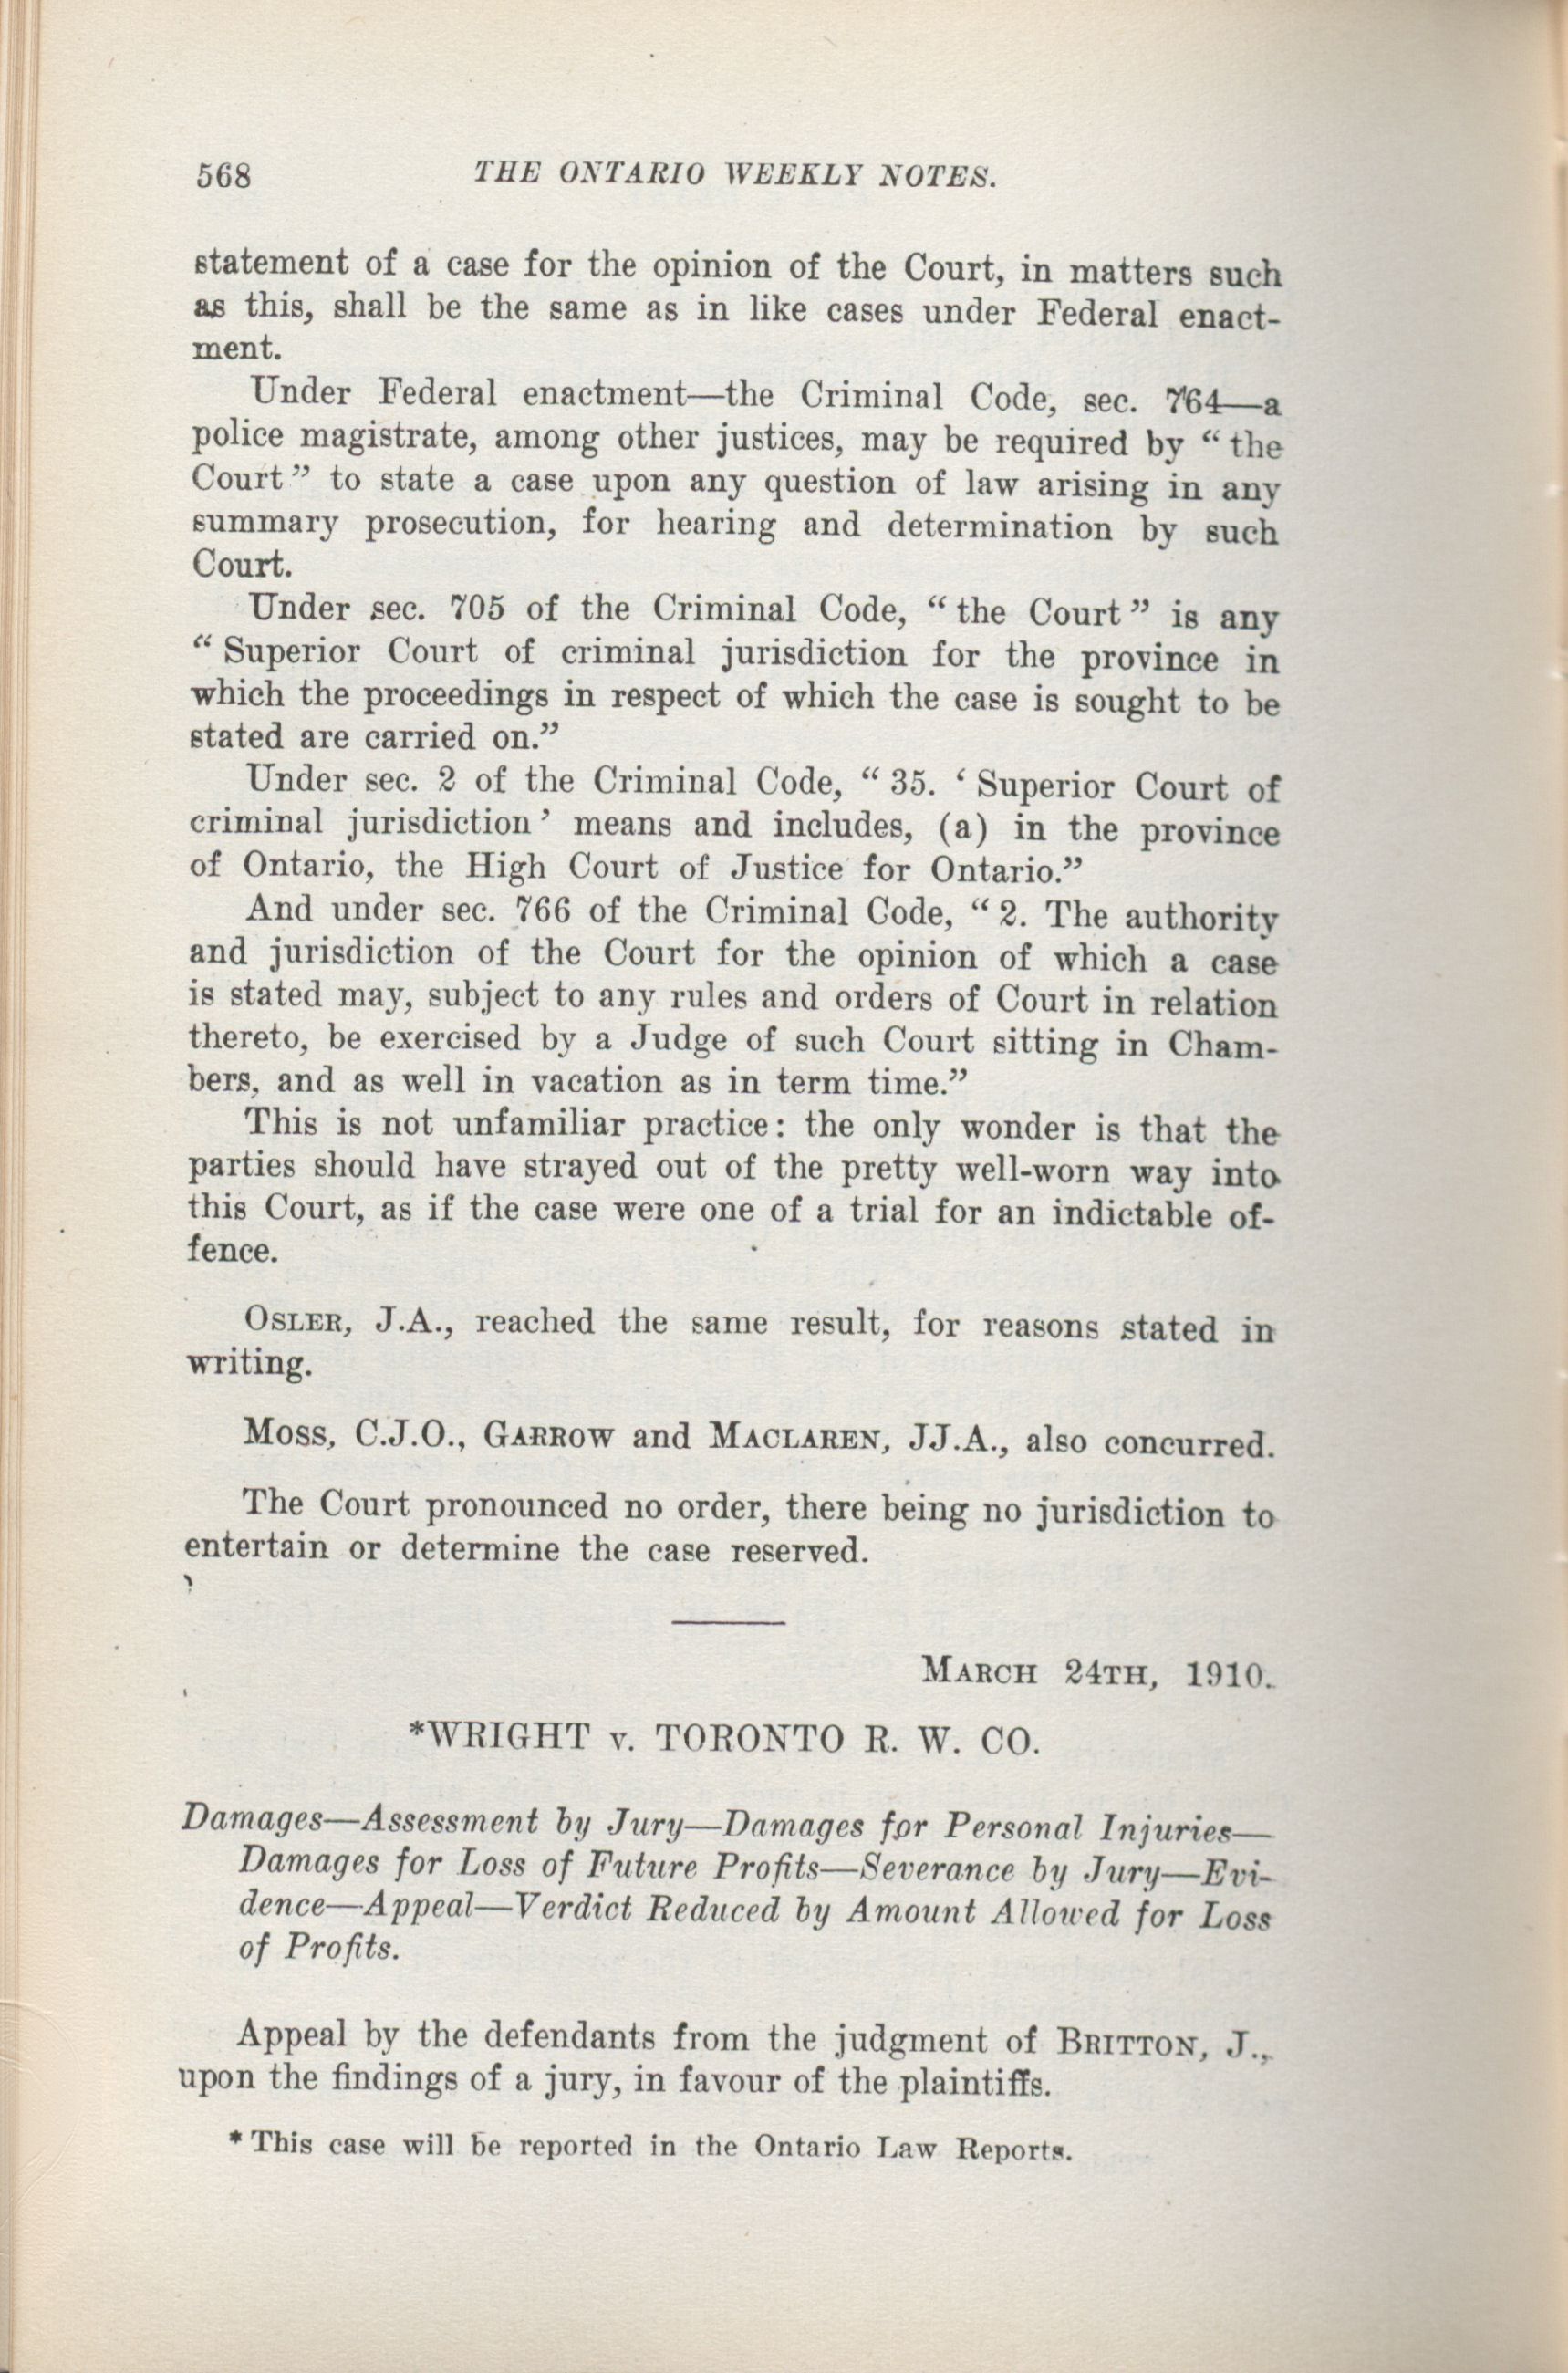 568 THE ONTARIO WEEKLY NOTES.
statement of a case for the opinion of the Court, in matters such
as this, shall be the same as in like cases under Federal enact-
ment.
Under Federal enactment—the Criminal Code, sec. 764—a
police magistrate, among other justices, may be required by “the
Court” to state a case upon any question of law arising in any
summary prosecution, for hearing and determination by such
Court.
Under sec. 705 of the Criminal Code, “the Court” is any
“Superior Court of criminal jurisdiction for the province in
which the proceedings in respect of which the case is sought to be
stated are carried on.”
Under sec. 2 of the Criminal Code, “35. ‘Superior Court of
criminal jurisdiction’ means and includes, (a) in the province
of Ontario, the High Court of Justice for Ontario.”
And under sec. 766 of the Criminal Code, “2. The authority
and jurisdiction of the Court for the opinion of which a case
is stated may, subject to any rules and orders of Court in relation
thereto, be exercised by a Judge of such Court sitting in Cham-
bers, and as well in vacation as in term time.”
This is not unfamiliar practice: the only wonder is that the
parties should have strayed out of the pretty well-worn way into
this Court, as if the case were one of a trial for an indictable of-
fence.
OSLER, J.A., reached the same result, for reasons stated in
writing.
MOSS, C.J.O., GARROW and MACLAREN, JJ.A., also concurred.
The Court pronounced no order, there being no jurisdiction to
entertain or determine the case reserved.
MARCH 24TH, 1910.
*WRIGHT v. TORONTO R. W. CO.
Damages—Assessment by Jury—Damages for Personal Injuries—
Damages for Loss of Future Profits—Severance by Jury—Evi-
dence—Appeal—Verdict Reduced by Amount Allowed for Loss
of Profits.
Appeal by the defendants from the judgment of BRITTON, J.,
upon the findings of a jury, in favour of the plaintiffs.
* This case will be reported in the Ontario Law Reports.